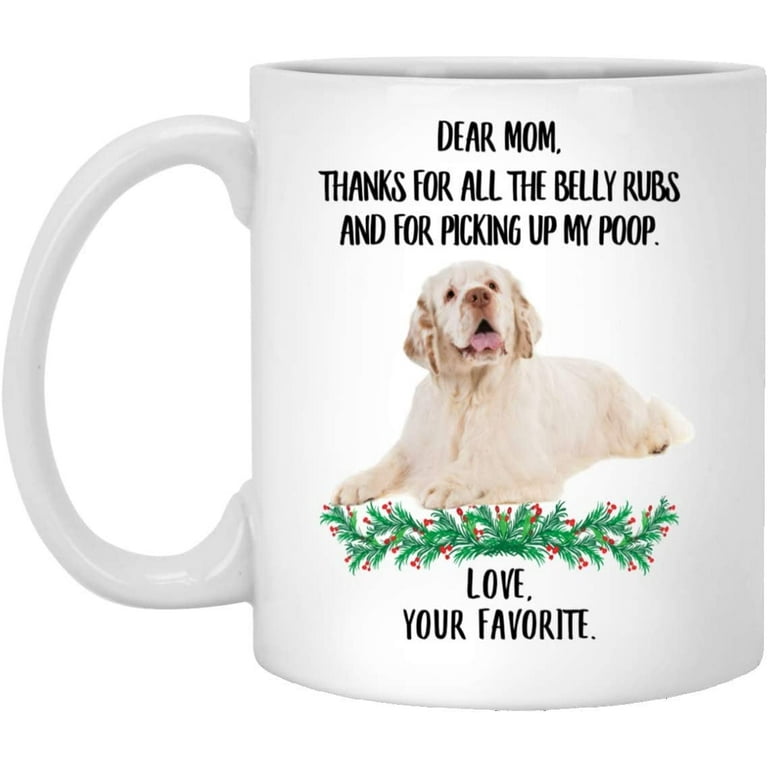 DEAR MOM,
THANKS FOR ALL THE BELLY RUBS
AND FOR PICKING UP MY POOP.
LOVE,
YOUR FAVORITE.